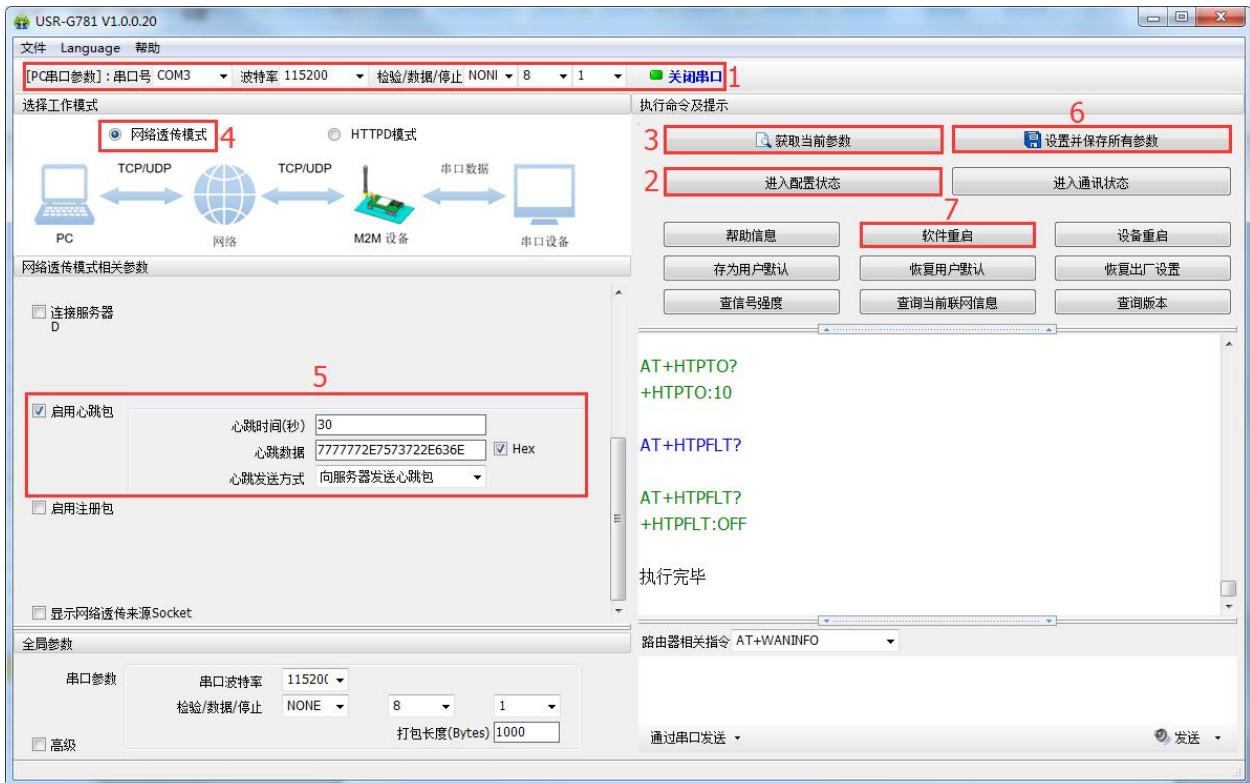 USR-G781 V1.0.0.20
文件 Language 帮助
[PC串口参数]：串口号 COM3 波特率 115200 检验/数据/停止 NONI 8 1 关闭串口 1
选择工作模式
网络透传模式 4 HTTPD模式
TCP/UDP TCP/UDP 串口数据
PC 网络 M2M 设备 串口设备
网络透传模式相关参数
连接服务器
D
5
启用心跳包
心跳时间(秒) 30
心跳数据 7777772E7573722E636E Hex
心跳发送方式 向服务器发送心跳包
启用注册包
显示网络透传来源Socket
全局参数
串口参数 串口波特率 115200
检验/数据/停止 NONE 8 1
打包长度(Bytes) 1000
高级
执行命令及提示
6
3 获取当前参数 设置并保存所有参数
2 进入配置状态 进入通讯状态
7
帮助信息 软件重启 设备重启
存为用户默认 恢复用户默认 恢复出厂设置
查信号强度 查询当前联网信息 查询版本
AT+HTPTO?
+HTPTO:10
AT+HTPFLT?
AT+HTPFLT?
+HTPFLT:OFF
执行完毕
路由器相关指令 AT+WANINFO
通过串口发送 发送